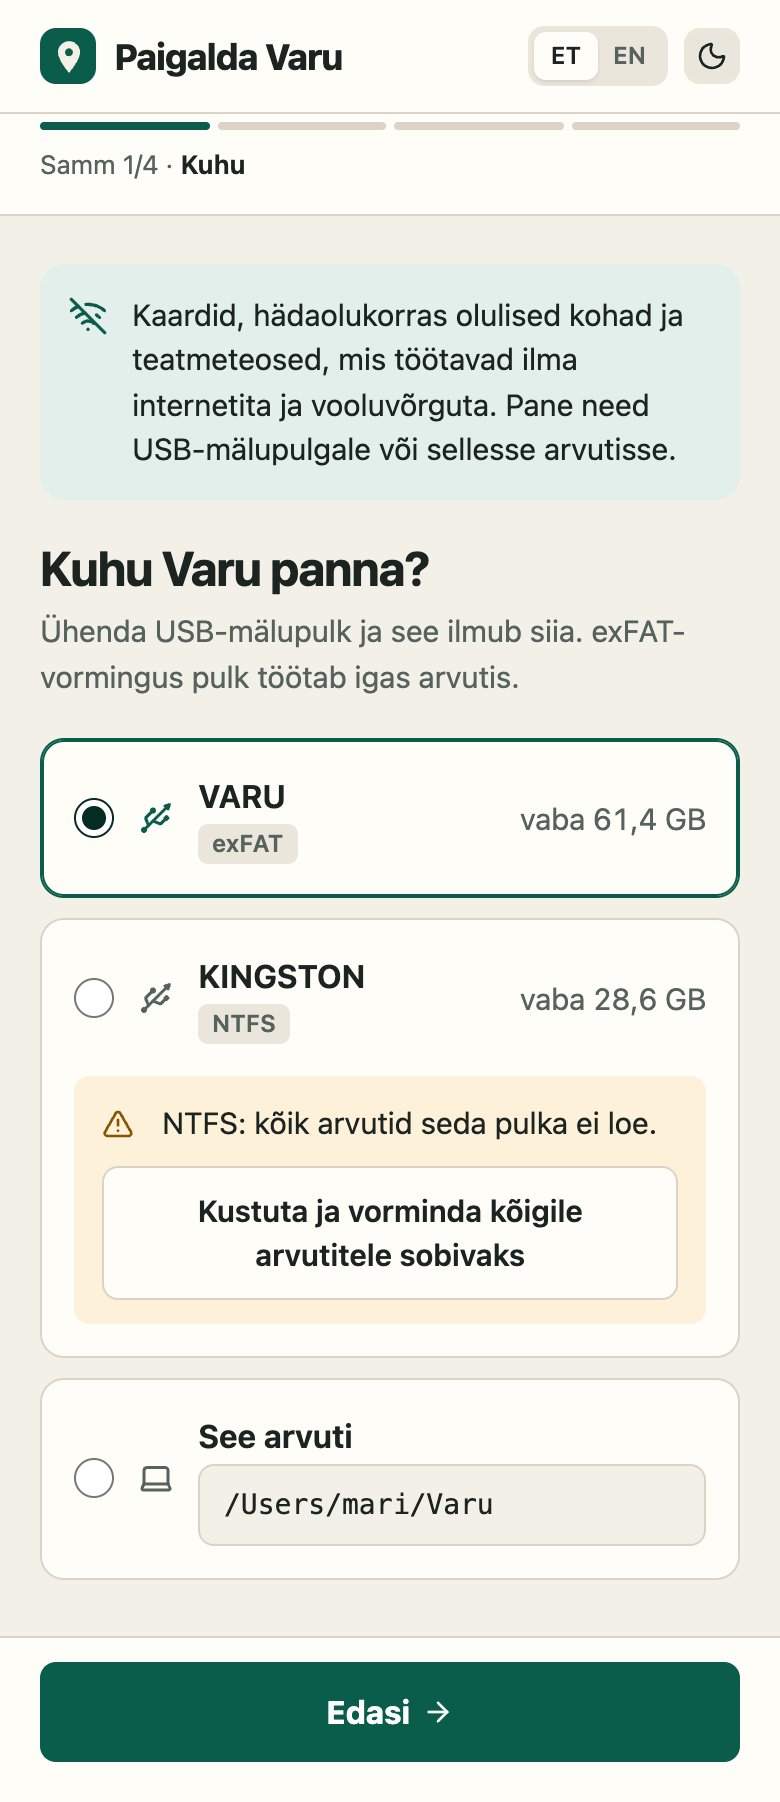 Paigalda Varu
ET EN
Samm 1/4 · Kuhu
Kaardid, hädaolukorras olulised kohad ja
teatmeteosed, mis töötavad ilma
internetita ja vooluvõrguta. Pane need
USB-mälupulgale või sellesse arvutisse.
Kuhu Varu panna?
Ühenda USB-mälupulk ja see ilmub siia. exFAT-
vormingus pulk töötab igas arvutis.
VARU
exFAT
vaba 61,4 GB
KINGSTON
NTFS
vaba 28,6 GB
NTFS: kõik arvutid seda pulka ei loe.
Kustuta ja vorminda kõigile
arvutitele sobivaks
See arvuti
/Users/mari/Varu
Edasi →